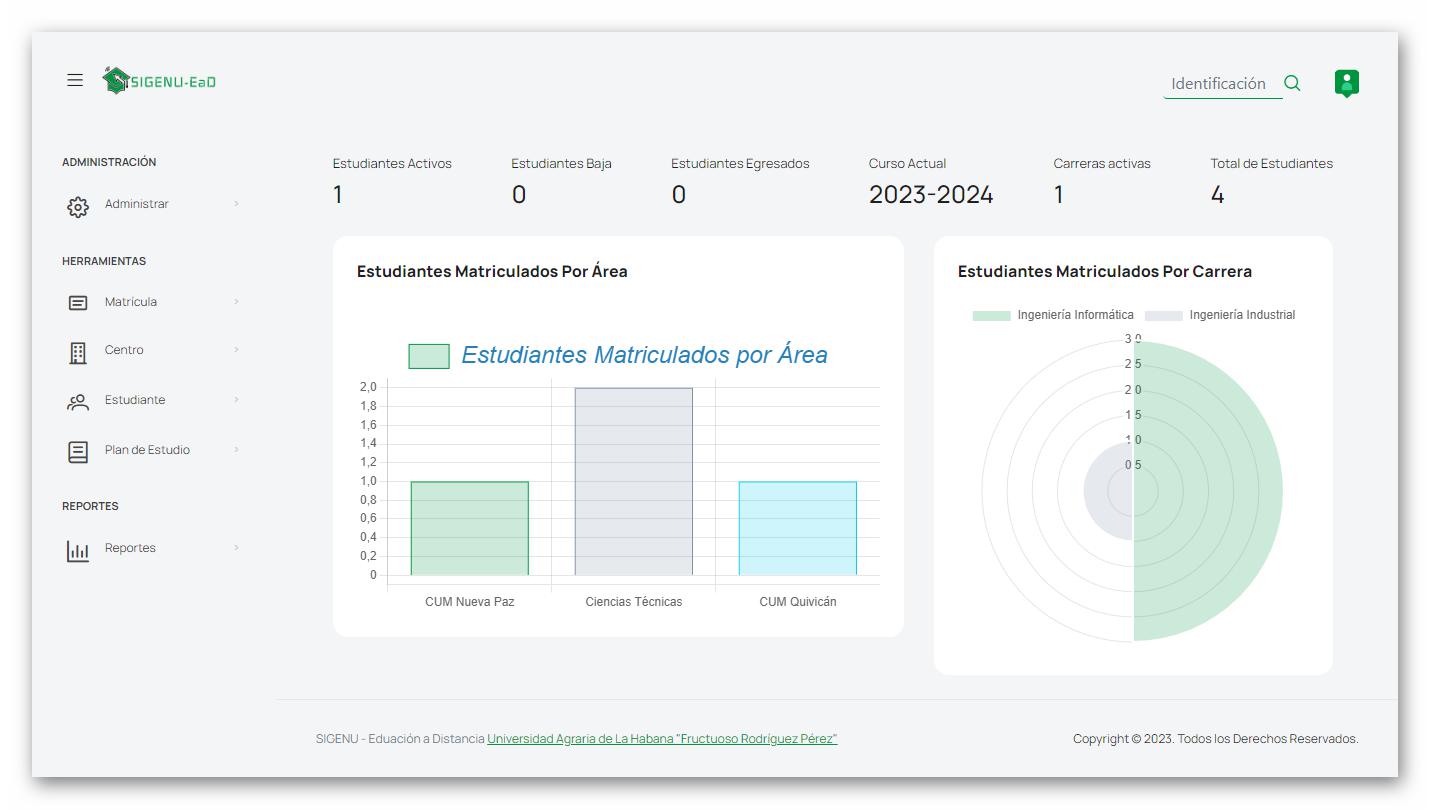 SIGENU-EaD
Identificación
ADMINISTRACIÓN
Administrar
HERRAMIENTAS
Matrícula
Centro
Estudiante
Plan de Estudio
REPORTES
Reportes
Estudiantes Activos
1
Estudiantes Baja
0
Estudiantes Egresados
0
Curso Actual
2023-2024
Carreras activas
1
Total de Estudiantes
4
Estudiantes Matriculados Por Área
Estudiantes Matriculados por Área
2,0
1,8
1,6
1,4
1,2
1,0
0,8
0,6
0,4
0,2
0
CUM Nueva Paz
Ciencias Técnicas
CUM Quivicán
Estudiantes Matriculados Por Carrera
Ingeniería Informática
Ingeniería Industrial
3 0
2 5
2 0
1 5
1 0
0 5
SIGENU - Eduación a Distancia Universidad Agraria de La Habana "Fructuoso Rodríguez Pérez"
Copyright © 2023. Todos los Derechos Reservados.